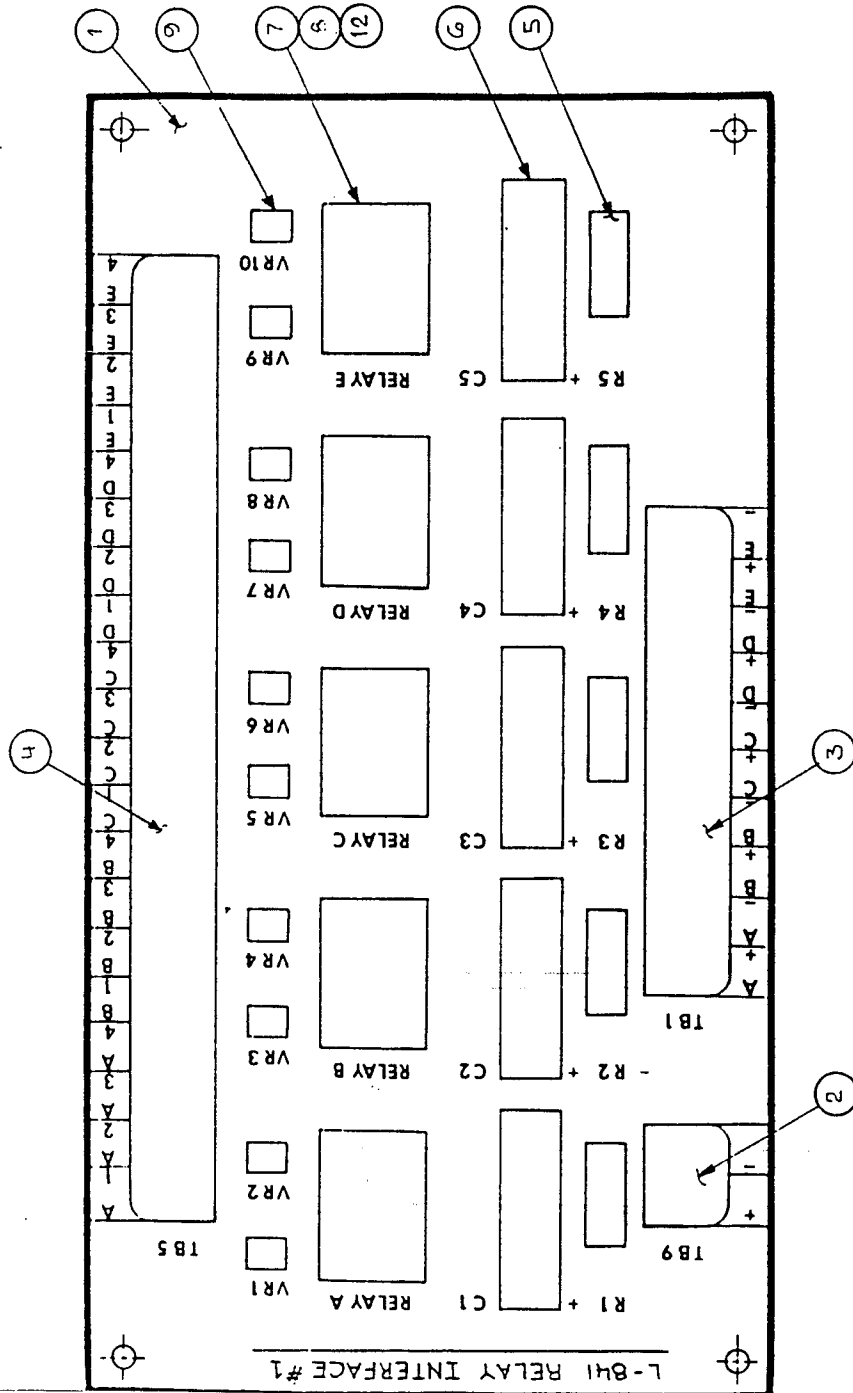 1
9
7
8
12
6
5
4
3
2
A 1 A 2 A 3 A 4 B 1 B 2 B 3 B 4 C 1 C 2 C 3 C 4 D 1 D 2 D 3 D 4 E 1 E 2 E 3 E 4
TB5
VR1
VR2
VR3
VR4
VR5
VR6
VR7
VR8
VR9
VR10
RELAY A
RELAY B
RELAY C
RELAY D
RELAY E
C1
C2
C3
C4
C5
+
+
+
+
+
R1
R2
R3
R4
R5
-
TB9
TB1
+ -
A + A - B + B - C + C - D + D - E + E -
L-841 RELAY INTERFACE #1